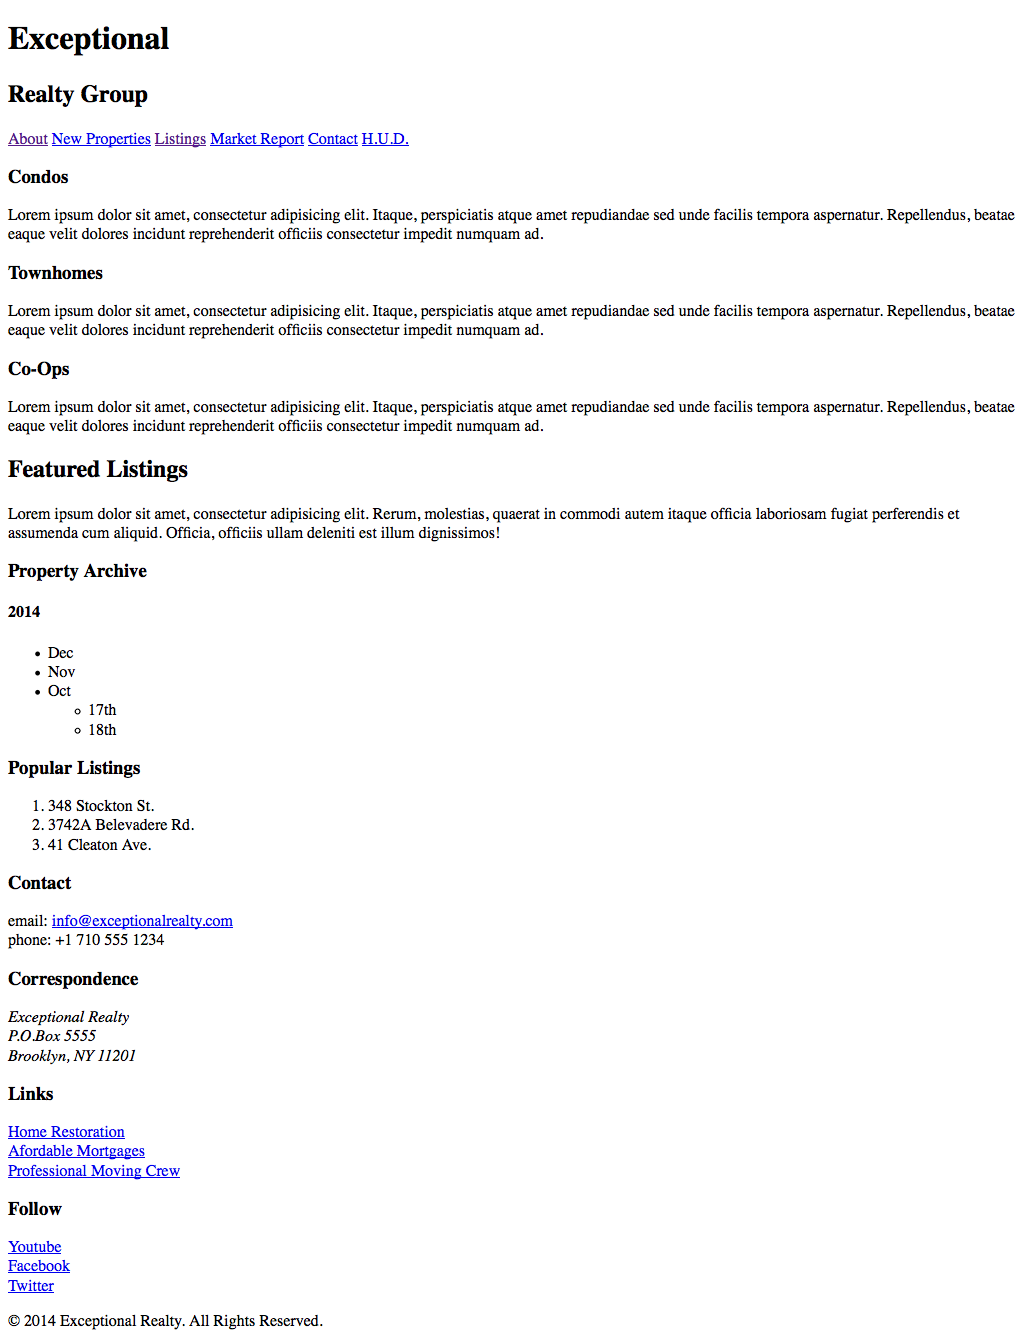 Exceptional
Realty Group
About New Properties Listings Market Report Contact H.U.D.
Condos
Lorem ipsum dolor sit amet, consectetur adipisicing elit. Itaque, perspiciatis atque amet repudiandae sed unde facilis tempora aspernatur. Repellendus, beatae
eaque velit dolores incidunt reprehenderit officiis consectetur impedit numquam ad.
Townhomes
Lorem ipsum dolor sit amet, consectetur adipisicing elit. Itaque, perspiciatis atque amet repudiandae sed unde facilis tempora aspernatur. Repellendus, beatae
eaque velit dolores incidunt reprehenderit officiis consectetur impedit numquam ad.
Co-Ops
Lorem ipsum dolor sit amet, consectetur adipisicing elit. Itaque, perspiciatis atque amet repudiandae sed unde facilis tempora aspernatur. Repellendus, beatae
eaque velit dolores incidunt reprehenderit officiis consectetur impedit numquam ad.
Featured Listings
Lorem ipsum dolor sit amet, consectetur adipisicing elit. Rerum, molestias, quaerat in commodi autem itaque officia laboriosam fugiat perferendis et
assumenda cum aliquid. Officia, officiis ullam deleniti est illum dignissimos!
Property Archive
2014
• Dec
• Nov
• Oct
◦ 17th
◦ 18th
Popular Listings
1. 348 Stockton St.
2. 3742A Belevadere Rd.
3. 41 Cleaton Ave.
Contact
email: info@exceptionalrealty.com
phone: +1 710 555 1234
Correspondence
Exceptional Realty
P.O.Box 5555
Brooklyn, NY 11201
Links
Home Restoration
Afordable Mortgages
Professional Moving Crew
Follow
Youtube
Facebook
Twitter
© 2014 Exceptional Realty. All Rights Reserved.